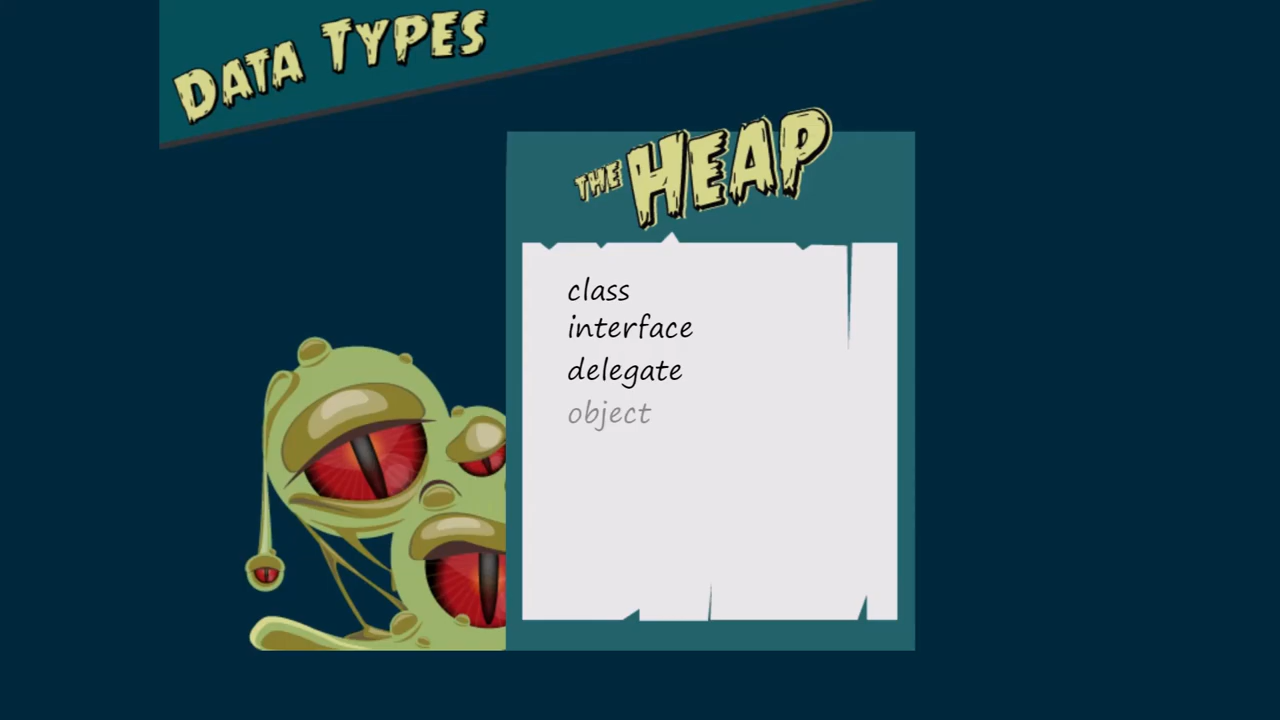 Data Types
The Heap
class
interface
delegate
object